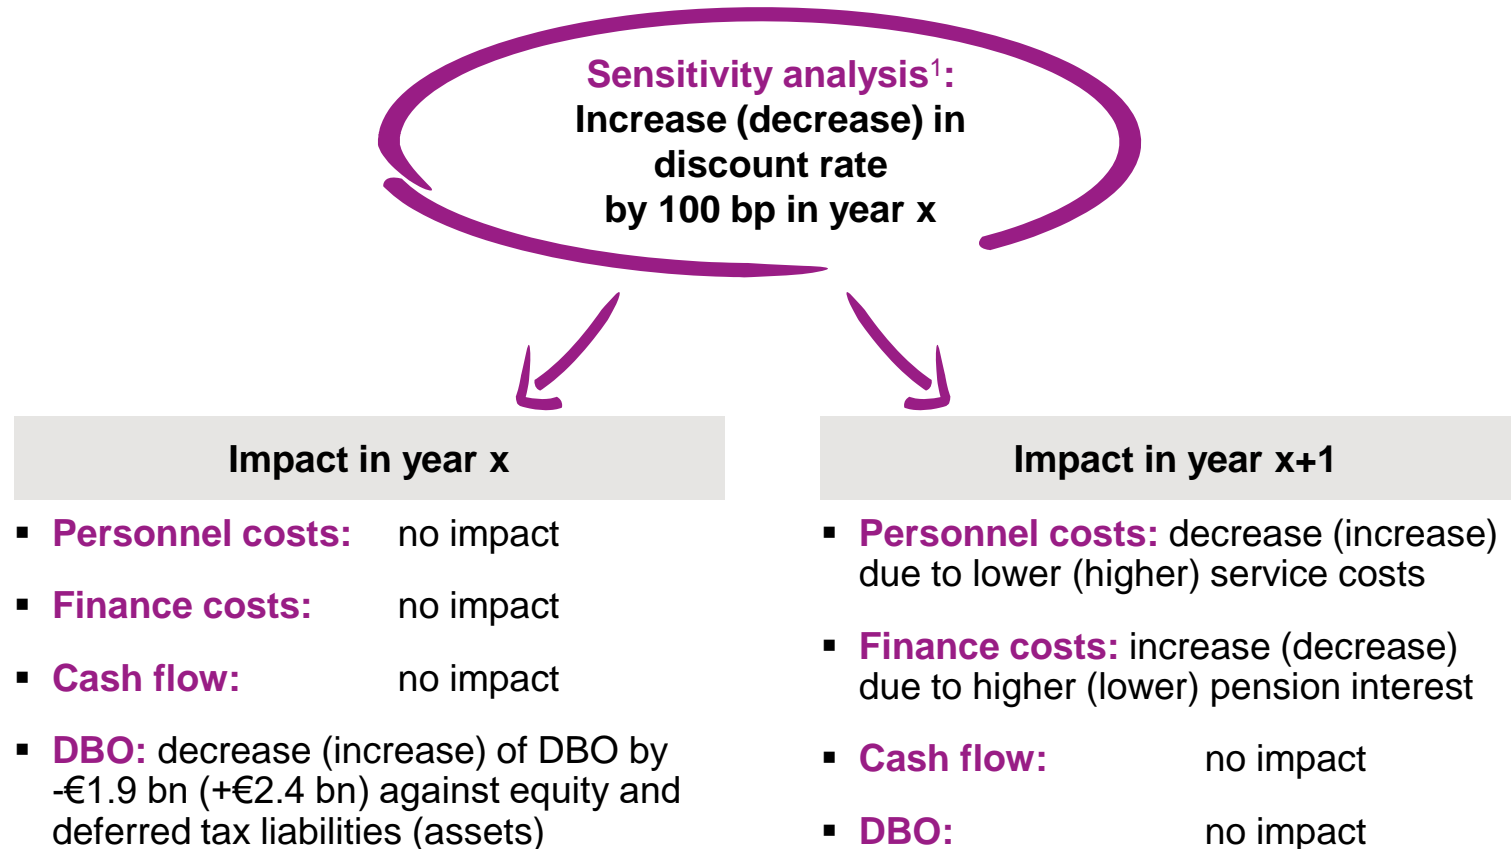 Sensitivity analysis¹:
Increase (decrease) in
discount rate
by 100 bp in year x
Impact in year x
▪ Personnel costs: no impact
▪ Finance costs: no impact
▪ Cash flow: no impact
▪ DBO: decrease (increase) of DBO by
-€1.9 bn (+€2.4 bn) against equity and
deferred tax liabilities (assets)
Impact in year x+1
▪ Personnel costs: decrease (increase)
due to lower (higher) service costs
▪ Finance costs: increase (decrease)
due to higher (lower) pension interest
▪ Cash flow: no impact
▪ DBO: no impact